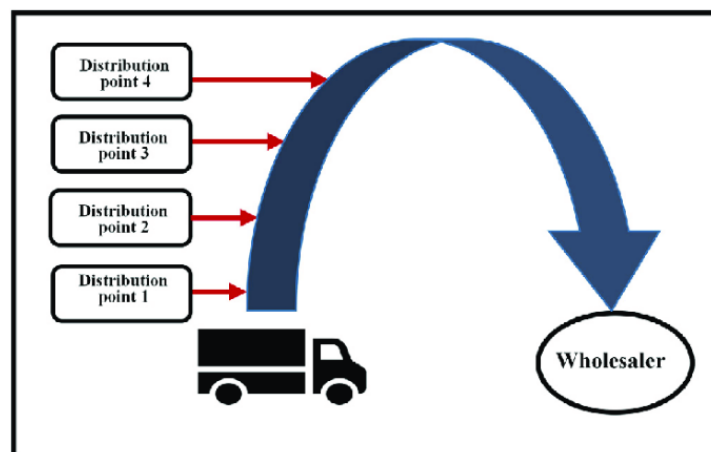 Distribution
point 4
Distribution
point 3
Distribution
point 2
Distribution
point 1
Wholesaler